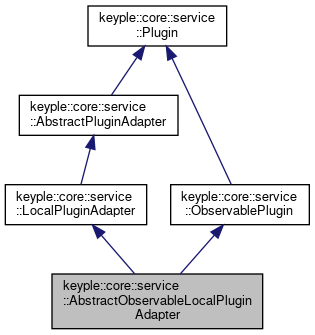 keyple::core::service
::Plugin
keyple::core::service
::AbstractPluginAdapter
keyple::core::service
::LocalPluginAdapter
keyple::core::service
::ObservablePlugin
keyple::core::service
::AbstractObservableLocalPlugin
Adapter